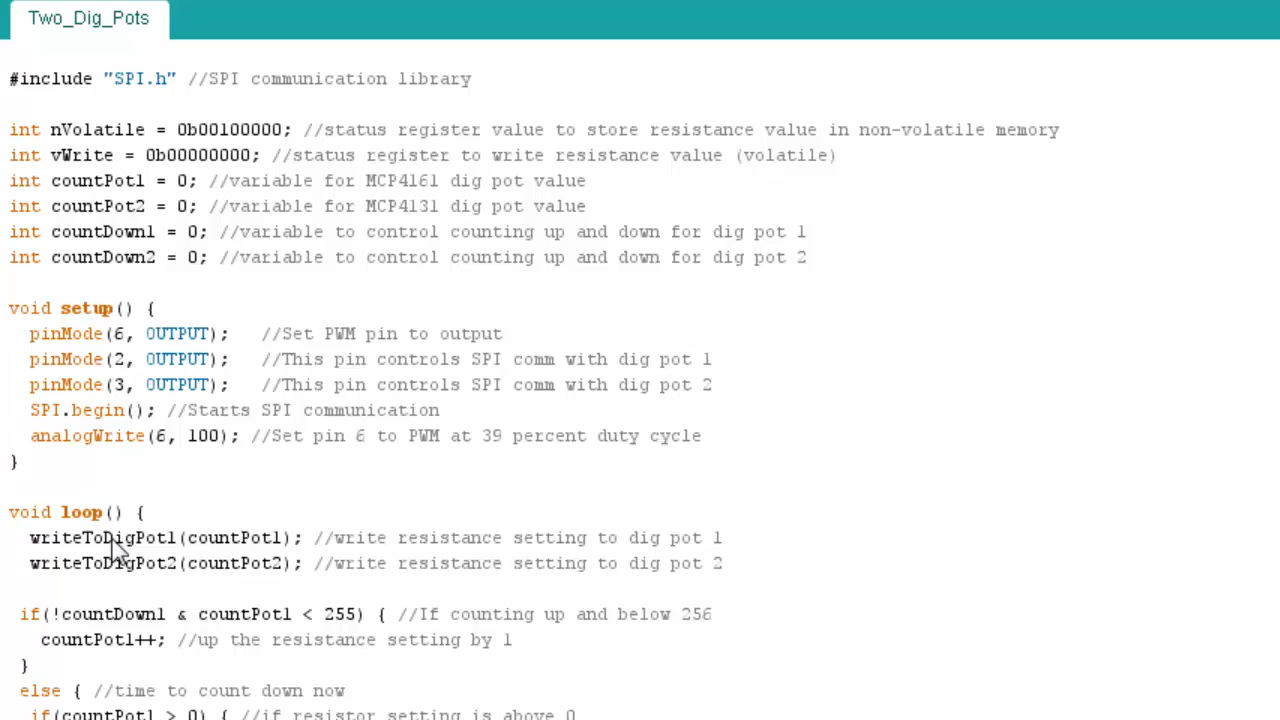 Two_Dig_Pots
#include "SPI.h" //SPI communication library
int nVolatile = 0b00100000; //status register value to store resistance value in non-volatile memory
int vWrite = 0b00000000; //status register to write resistance value (volatile)
int countPot1 = 0; //variable for MCP4161 dig pot value
int countPot2 = 0; //variable for MCP4131 dig pot value
int countDown1 = 0; //variable to control counting up and down for dig pot 1
int countDown2 = 0; //variable to control counting up and down for dig pot 2
void setup() {
pinMode(6, OUTPUT); //Set PWM pin to output
pinMode(2, OUTPUT); //This pin controls SPI comm with dig pot 1
pinMode(3, OUTPUT); //This pin controls SPI comm with dig pot 2
SPI.begin(); //Starts SPI communication
analogWrite(6, 100); //Set pin 6 to PWM at 39 percent duty cycle
}
void loop() {
writeToDigPot1(countPot1); //write resistance setting to dig pot 1
writeToDigPot2(countPot2); //write resistance setting to dig pot 2
if(!countDown1 & countPot1 < 255) { //If counting up and below 256
countPot1++; //up the resistance setting by 1
}
else { //time to count down now
if(countPot1 > 0) { //if resistor setting is above 0